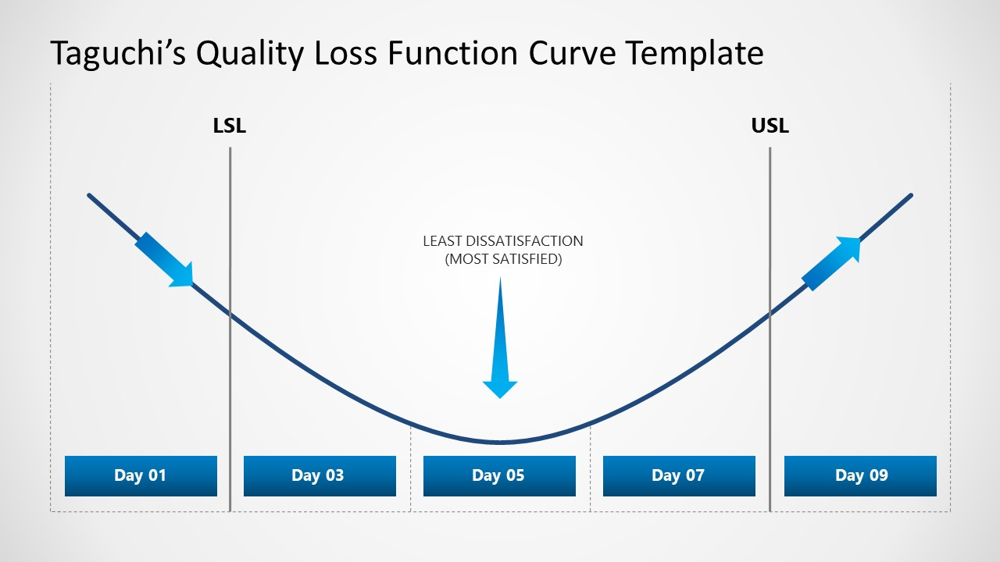 Taguchi’s Quality Loss Function Curve Template
LSL
USL
LEAST DISSATISFACTION
(MOST SATISFIED)
Day 01
Day 03
Day 05
Day 07
Day 09